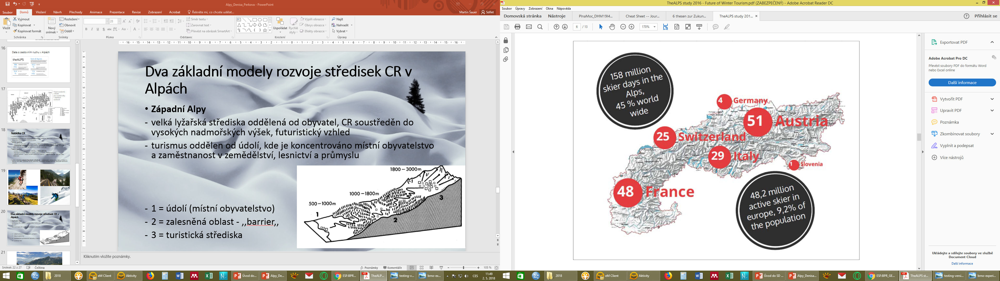 Alpy_Denisa_Perkova - PowerPoint
Soubor Domů Vložení Návrh Přechody Animace Prezentace Revize Zobrazení Acrobat Řekněte mi, co chcete udělat... Martin Šauer Sdílet
Vložit
Vyjmout
Kopírovat
Kopírovat formát
Schránka
Nový snímek
Rozložení
Obnovit
Oddíl
Snímky
28
Písmo
Směr textu
Zarovnat text
Převést na obrázek SmartArt
Odstavec
Uspořádat
Rychlé styly
Výplň obrazce
Obrys obrazce
Efekty obrazce
Kreslení
Najít
Nahradit
Vybrat
Úpravy
16
Data o cestovním ruchu v Alpách
theALPS
17
18
Nabídka CR
19
20
Dva základní modely rozvoje středisek CR v
Alpách
21
Dva základní modely rozvoje středisek CR v
Alpách
• Západní Alpy
- velká lyžařská střediska oddělená od obyvatel, CR soustředěn do
vysokých nadmořských výšek, futuristický vzhled
- turismus oddělen od údolí, kde je koncentrováno místní obyvatelstvo
a zaměstnanost v zemědělství, lesnictví a průmyslu
- 1 = údolí (místní obyvatelstvo)
- 2 = zalesněná oblast - ,,barrier,,
- 3 = turistická střediska
1800-3000m
1000-1800m
500-1000m
1
2
3
Kliknutím vložíte poznámky.
Snímek 22 z 27 Čeština Poznámky Komentáře 105 %
TheALPS study 2016 - Future of Winter Tourism.pdf (ZABEZPEČENÝ) - Adobe Acrobat Reader DC
Soubor Úpravy Zobrazení Okna Nápověda
Domovská stránka Nástroje PlnaMoc_DHM19I4... Cheat Sheet -- Jour... 6 thesen zur Zukun... TheALPS study 201... × Přihlásit se
6 / 13 170%
158 million
skier days in the
Alps,
45 % world
wide
4 Germany
51 Austria
25 Switzerland
29 Italy
1 Slovenia
48 France
48,2 million
active skier in
europe, 9,2% of
the population
Exportovat PDF
Adobe Acrobat Pro DC
Převést soubory PDF do formátu Word
nebo Excel online
Další informace
Vytvořit PDF
Upravit PDF
Poznámka
Zkombinovat soubory
Vyplnit a podepsat
Více nástrojů
Ukládejte a sdílejte soubory ve službě
Document Cloud
Další informace
2018 eM Client Aktivity Úvod do... Alpy_De... ESF:BPR... TheALP... testing-v... brno-ex... CES 11:49
2. 5. 2018
2018 eM Client Aktivity Úvod do SD ... Alpy_Denisa... ESF:BPR_GE... TheALPS st... testing-versi... brno-experi...